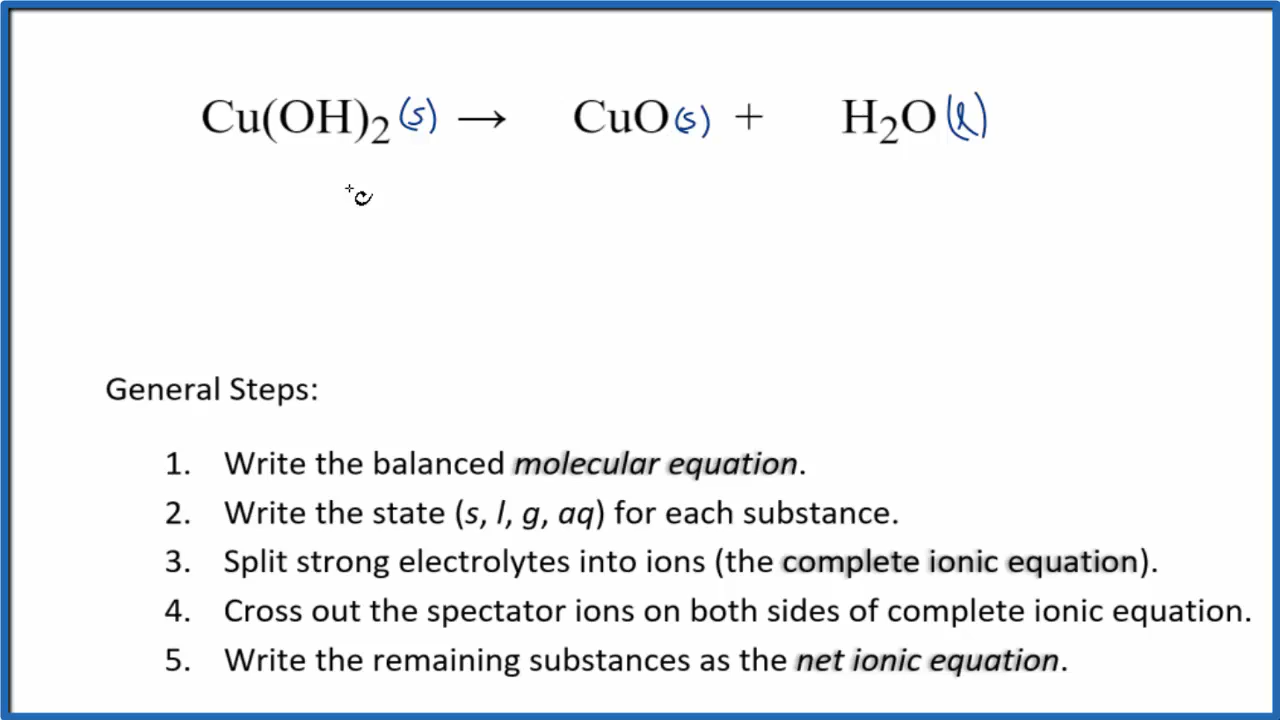 Cu(OH)₂(s) → CuO(s) + H₂O(l)
General Steps:
1. Write the balanced molecular equation.
2. Write the state (s, l, g, aq) for each substance.
3. Split strong electrolytes into ions (the complete ionic equation).
4. Cross out the spectator ions on both sides of complete ionic equation.
5. Write the remaining substances as the net ionic equation.